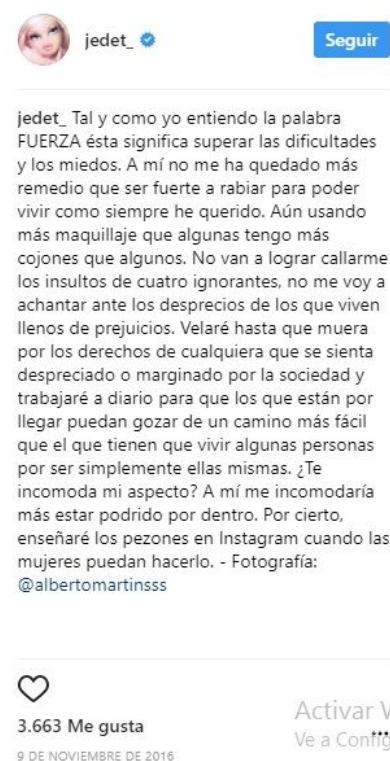 jedet_
Seguir
jedet_ Tal y como yo entiendo la palabra
FUERZA ésta significa superar las dificultades
y los miedos. A mí no me ha quedado más
remedio que ser fuerte a rabiar para poder
vivir como siempre he querido. Aún usando
más maquillaje que algunas tengo más
cojones que algunos. No van a lograr callarme
los insultos de cuatro ignorantes, no me voy a
achantar ante los desprecios de los que viven
llenos de prejuicios. Velaré hasta que muera
por los derechos de cualquiera que se sienta
despreciado o marginado por la sociedad y
trabajaré a diario para que los que están por
llegar puedan gozar de un camino más fácil
que el que tienen que vivir algunas personas
por ser simplemente ellas mismas. ¿Te
incomoda mi aspecto? A mí me incomodaría
más estar podrido por dentro. Por cierto,
enseñaré los pezones en Instagram cuando las
mujeres puedan hacerlo. - Fotografía:
@albertomartinsss
3.663 Me gusta
9 DE NOVIEMBRE DE 2016
Activar
Ve a